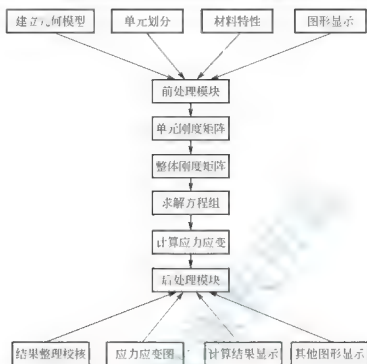 建立几何模型
单元划分
材料特性
图形显示
前处理模块
单元刚度矩阵
整体刚度矩阵
求解方程组
计算应力应变
后处理模块
结果整理校核
应力应变图
计算结果显示
其他图形显示